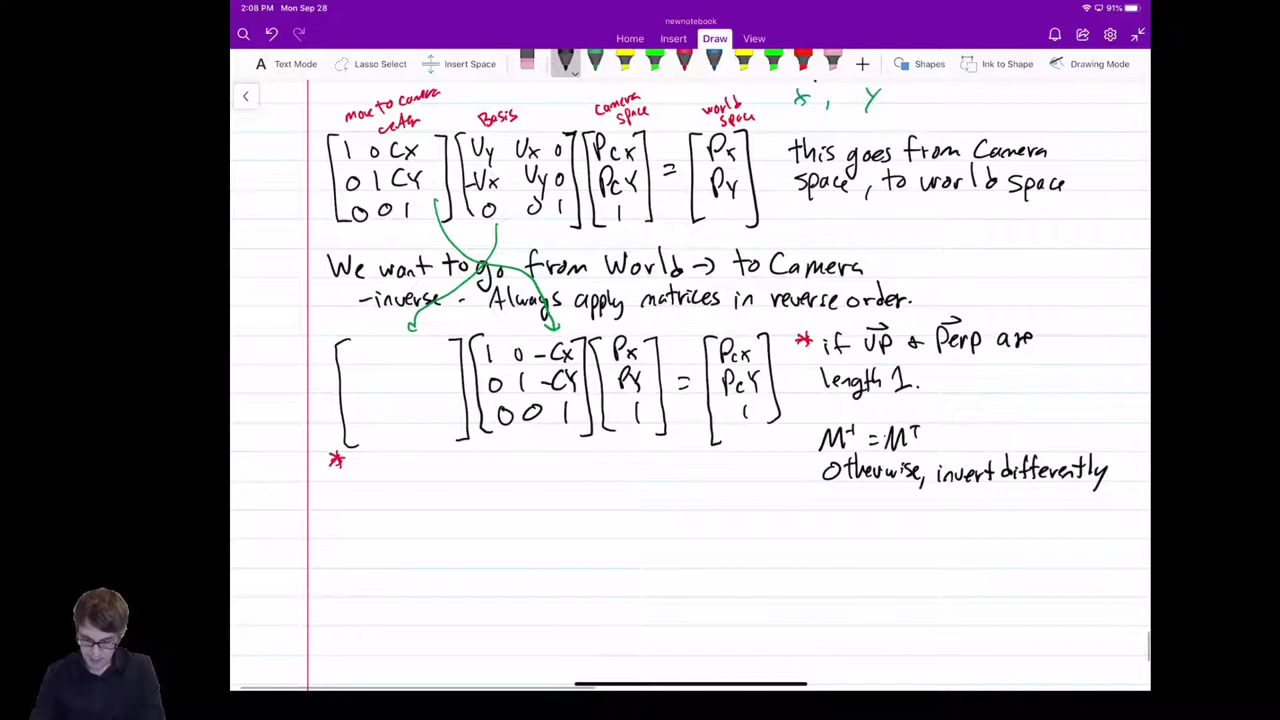 2:08 PM Mon Sep 28
91%
newnotebook
Home Insert Draw View
Text Mode Lasso Select Insert Space Shapes Ink to Shape Drawing Mode
x, y
move to camera center
Basis
camera space
world space
1 0 CX Uy Ux 0 PcX = Px
0 1 CY -Ux Uy 0 PcY Py
0 0 1 0 0 1 1
this goes from Camera
space, to world space
We want to go from World → to Camera
- inverse - Always apply matrices in reverse order.
1 0 -CX Px = PcX
0 1 -CY Py PcY
0 0 1 1 1
*
* if UP & Perp are
length 1.
M⁻¹ = Mᵀ
Otherwise, invert differently